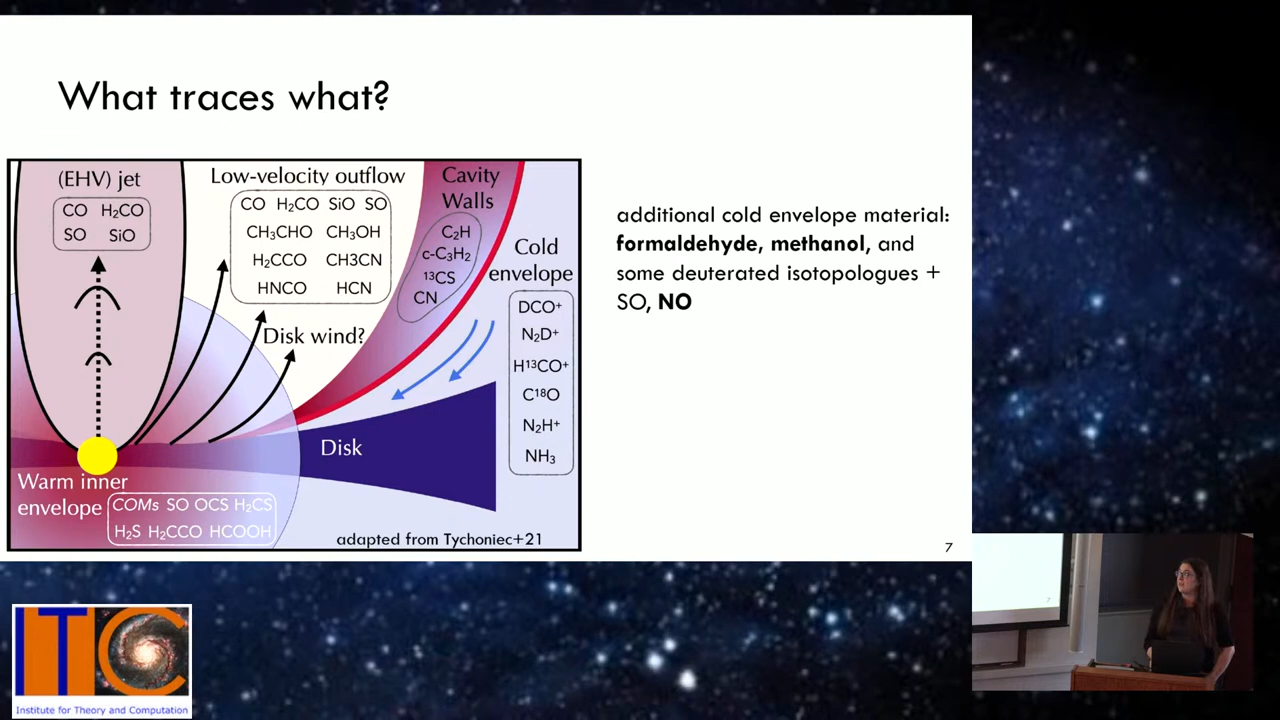 What traces what?
(EHV) jet
CO H₂CO
SO SiO
Low-velocity outflow
CO H₂CO SiO SO
CH₃CHO CH₃OH
H₂CCO CH3CN
HNCO HCN
Disk wind?
Cavity
Walls
C₂H
c-C₃H₂
¹³CS
CN
Cold
envelope
DCO⁺
N₂D⁺
H¹³CO⁺
C¹⁸O
N₂H⁺
NH₃
Disk
Warm inner
envelope
COMs SO OCS H₂CS
H₂S H₂CCO HCOOH
adapted from Tychoniec+21
additional cold envelope material:
formaldehyde, methanol, and
some deuterated isotopologues +
SO, NO
7
ITC
Institute for Theory and Computation
7